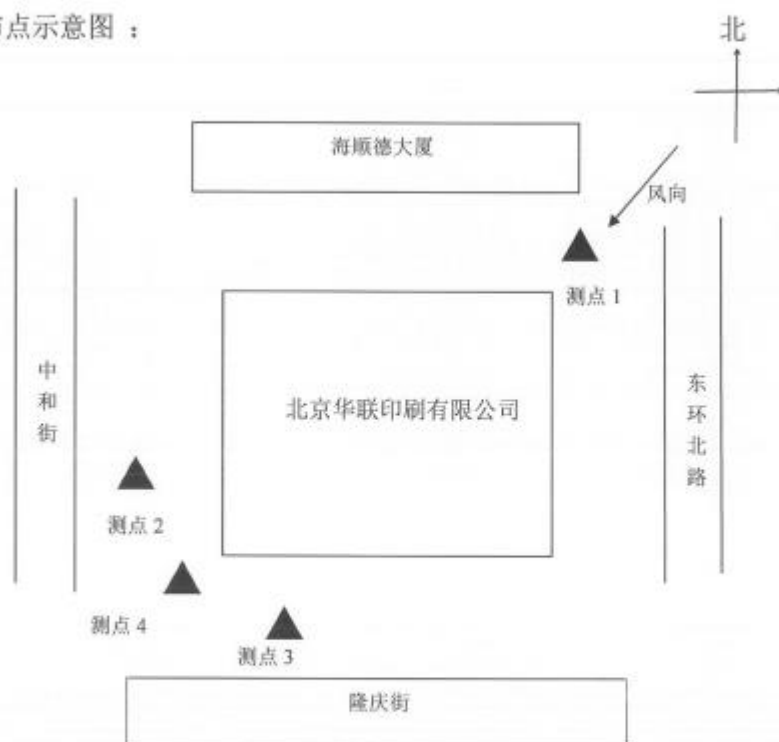 点示意图：
北
海顺德大厦
风向
测点 1
中和街
北京华联印刷有限公司
东环北路
测点 2
测点 4
测点 3
隆庆街